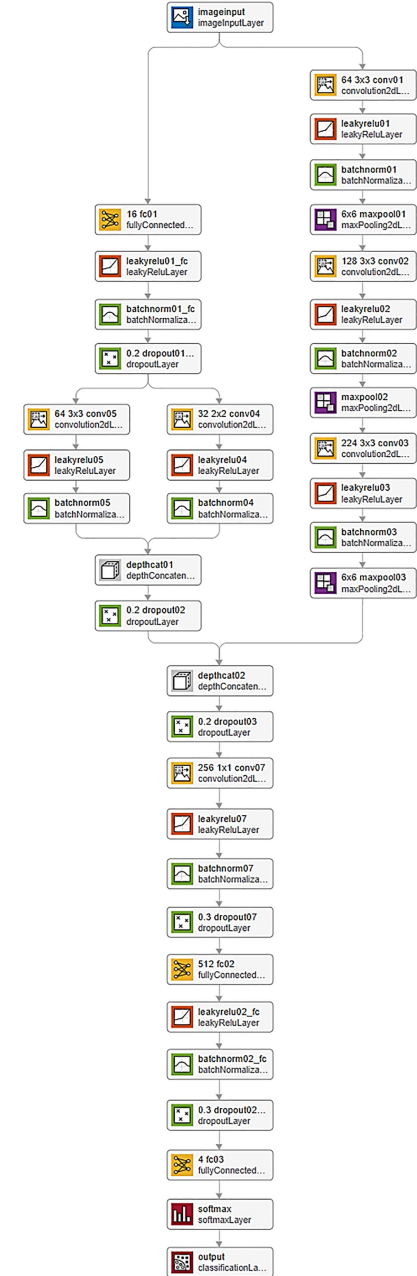 imageinput
imageInputLayer
64 3x3 conv01
convolution2dL...
leakyrelu01
leakyReluLayer
batchnorm01
batchNormaliza...
6x6 maxpool01
maxPooling2dL...
128 3x3 conv02
convolution2dL...
leakyrelu02
leakyReluLayer
batchnorm02
batchNormaliza...
maxpool02
maxPooling2dL...
224 3x3 conv03
convolution2dL...
leakyrelu03
leakyReluLayer
batchnorm03
batchNormaliza...
6x6 maxpool03
maxPooling2dL...
16 fc01
fullyConnected...
leakyrelu01_fc
leakyReluLayer
batchnorm01_fc
batchNormaliza...
0.2 dropout01...
dropoutLayer
64 3x3 conv05
convolution2dL...
leakyrelu05
leakyReluLayer
batchnorm05
batchNormaliza...
32 2x2 conv04
convolution2dL...
leakyrelu04
leakyReluLayer
batchnorm04
batchNormaliza...
depthcat01
depthConcaten...
0.2 dropout02
dropoutLayer
depthcat02
depthConcaten...
0.2 dropout03
dropoutLayer
256 1x1 conv07
convolution2dL...
leakyrelu07
leakyReluLayer
batchnorm07
batchNormaliza...
0.3 dropout07
dropoutLayer
512 fc02
fullyConnected...
leakyrelu02_fc
leakyReluLayer
batchnorm02_fc
batchNormaliza...
0.3 dropout02...
dropoutLayer
4 fc03
fullyConnected...
softmax
softmaxLayer
output
classificationLa...